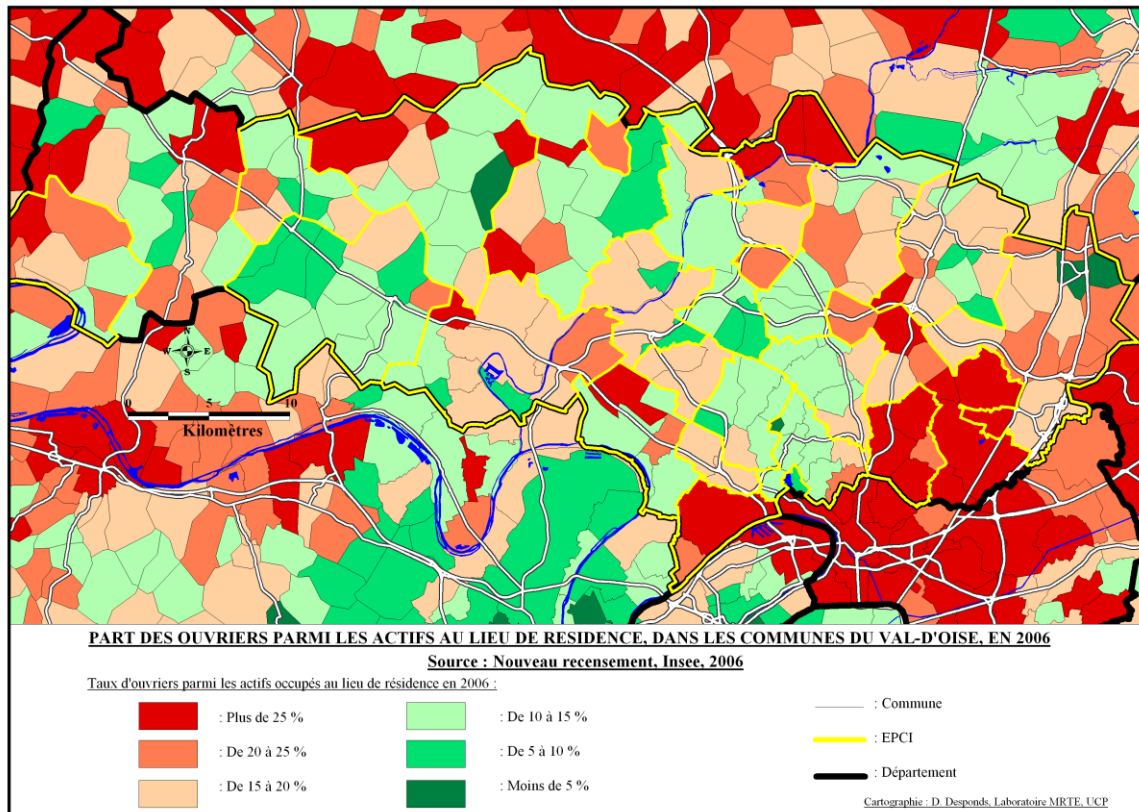 N
W E
S
0 5 10
Kilomètres
PART DES OUVRIERS PARMI LES ACTIFS AU LIEU DE RESIDENCE, DANS LES COMMUNES DU VAL-D'OISE, EN 2006
Source : Nouveau recensement, Insee, 2006
Taux d'ouvriers parmi les actifs occupés au lieu de résidence en 2006 :
: Plus de 25 %
: De 10 à 15 %
: Commune
: De 20 à 25 %
: De 5 à 10 %
: EPCI
: De 15 à 20 %
: Moins de 5 %
: Département
Cartographie : D. Desponds, Laboratoire MRTE, UCP